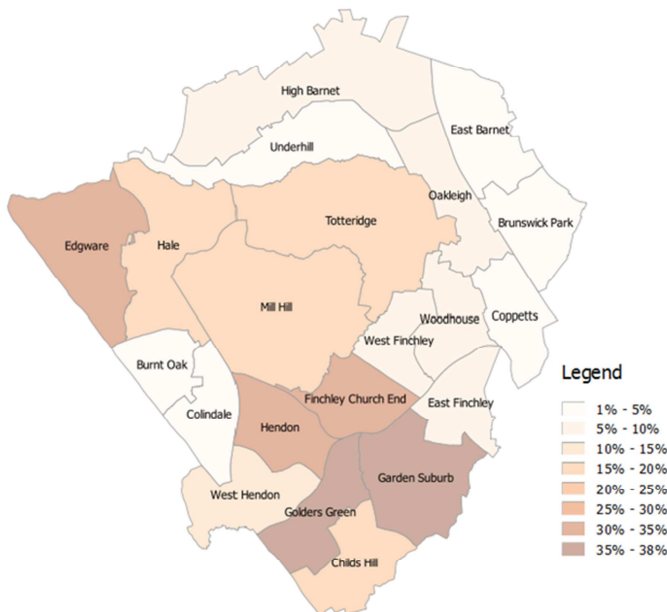 High Barnet
East Barnet
Underhill
Oakleigh
Brunswick Park
Totteridge
Edgware
Hale
Mill Hill
Coppetts
Woodhouse
West Finchley
Burnt Oak
Legend
Finchley Church End
East Finchley
Colindale
1% - 5%
Hendon
5% - 10%
10% - 15%
15% - 20%
Garden Suburb
20% - 25%
West Hendon
25% - 30%
Golders Green
30% - 35%
35% - 38%
Childs Hill